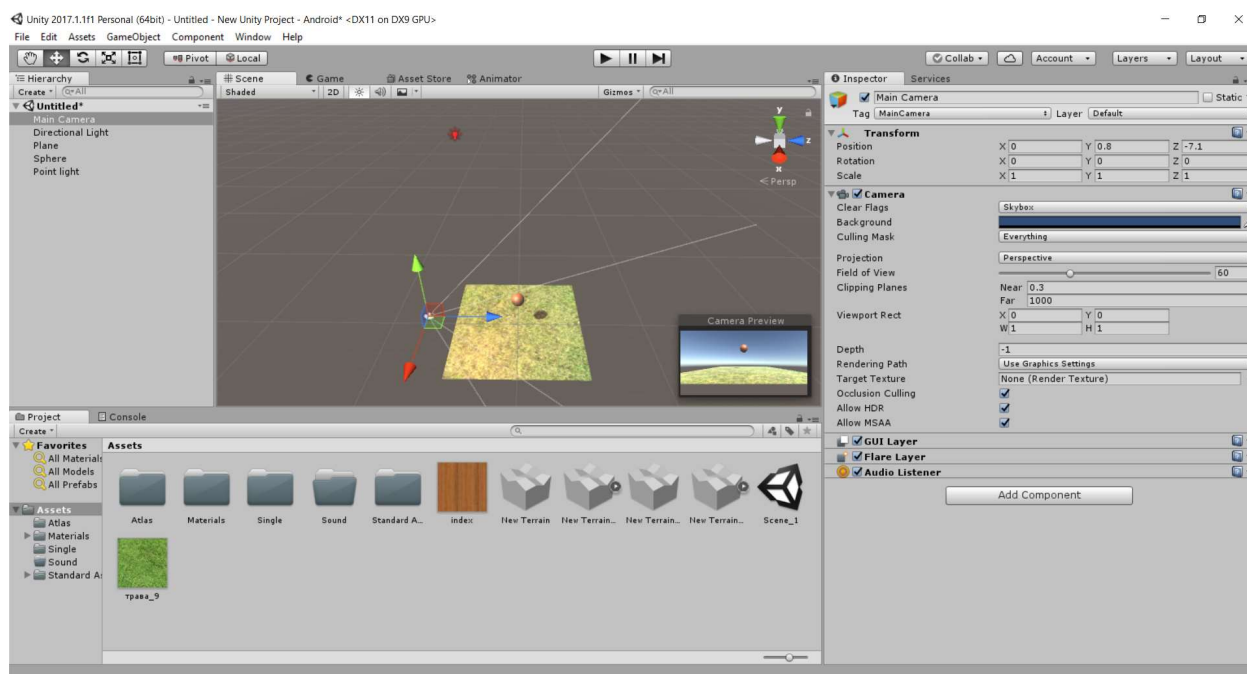 Unity 2017.1.1f1 Personal (64bit) - Untitled - New Unity Project - Android* <DX11 on DX9 GPU>
File Edit Assets GameObject Component Window Help
Pivot Local Collab Account Layers Layout
Hierarchy
Create All
Untitled*
Main Camera
Directional Light
Plane
Sphere
Point light
Scene Game Asset Store Animator
Shaded 2D Gizmos All
y
z
x
Persp
Camera Preview
Inspector Services
Main Camera Static
Tag MainCamera Layer Default
Transform
Position X 0 Y 0.8 Z -7.1
Rotation X 0 Y 0 Z 0
Scale X 1 Y 1 Z 1
Camera
Clear Flags Skybox
Background
Culling Mask Everything
Projection Perspective
Field of View 60
Clipping Planes Near 0.3
Far 1000
Viewport Rect X 0 Y 0
W 1 H 1
Depth -1
Rendering Path Use Graphics Settings
Target Texture None (Render Texture)
Occlusion Culling
Allow HDR
Allow MSAA
GUI Layer
Flare Layer
Audio Listener
Add Component
Project Console
Create
Favorites
All Materials
All Models
All Prefabs
Assets
Atlas
Materials
Single
Sound
Standard As
Assets
Atlas Materials Single Sound Standard A... index New Terrain New Terrain... New Terrain... New Terrain... Scene_1
трава_9